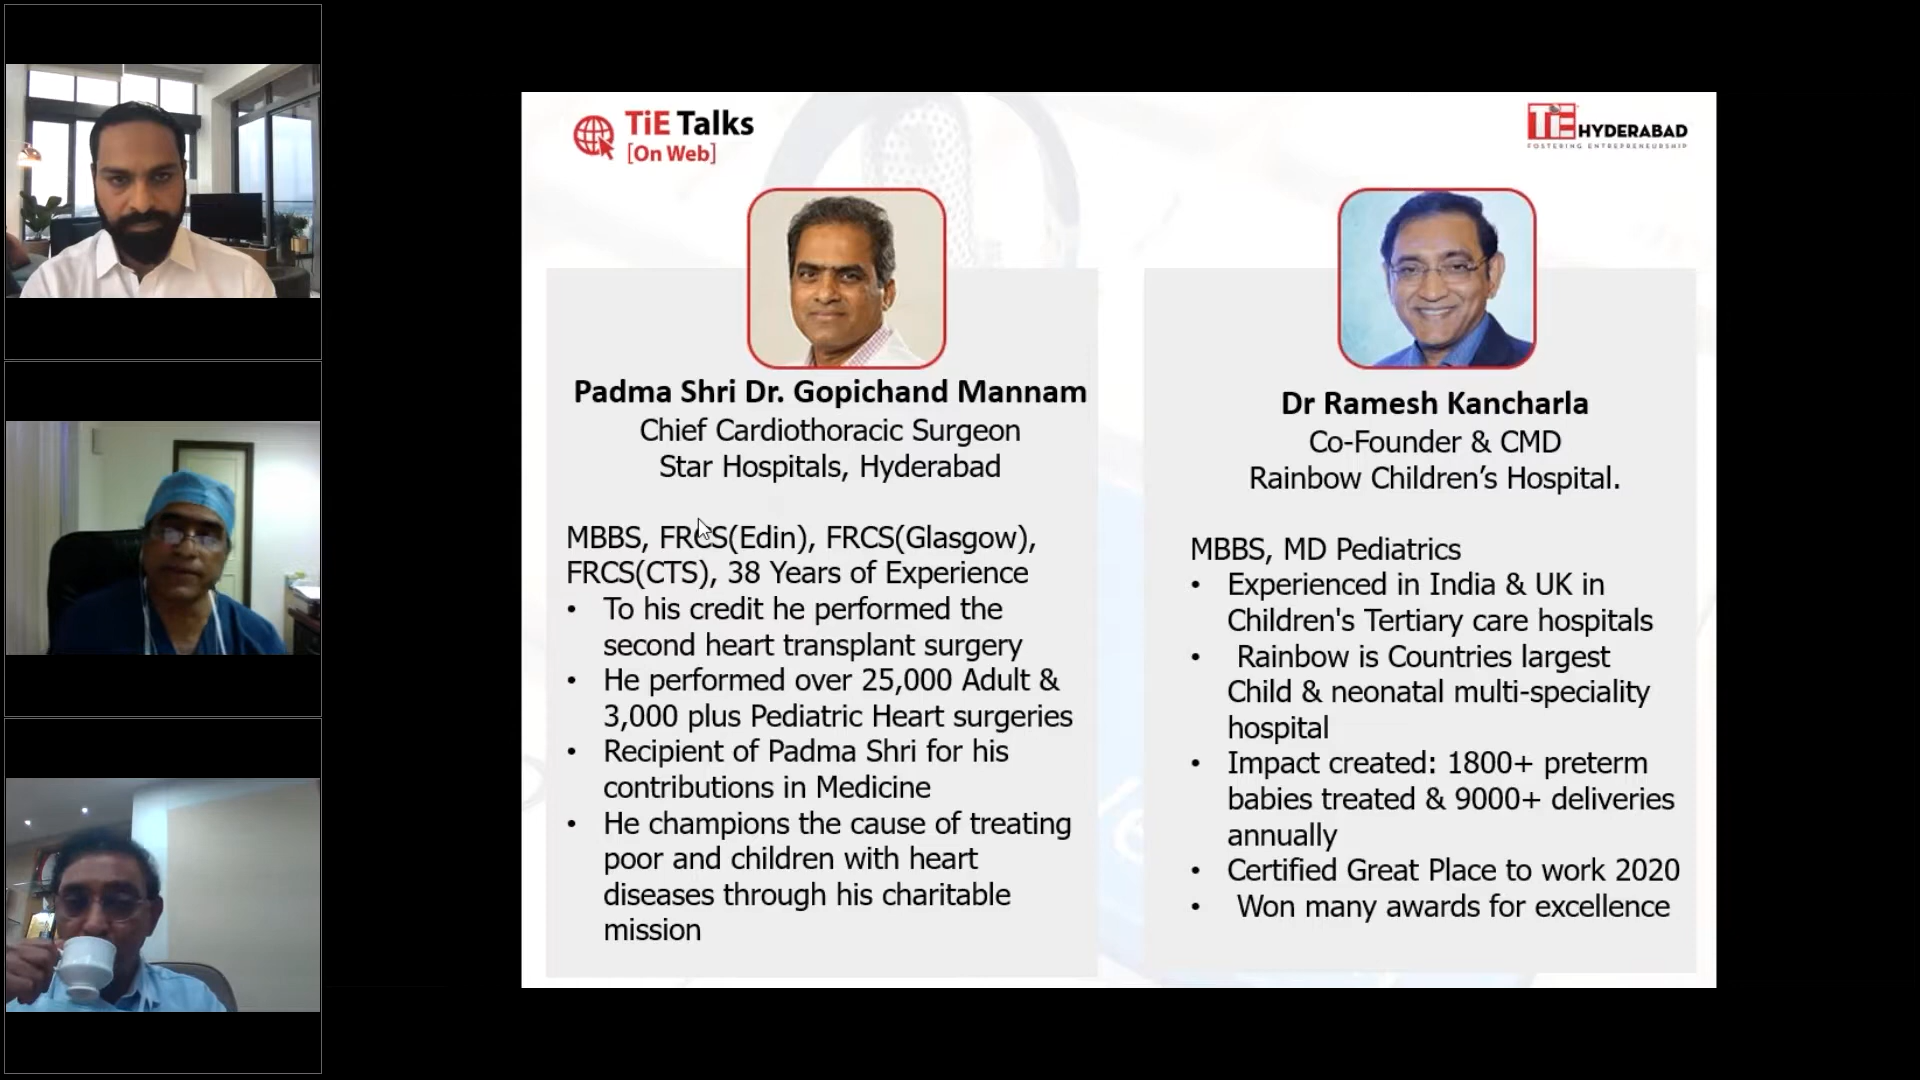 TiE Talks
[On Web]
TiE HYDERABAD
FOSTERING ENTREPRENEURSHIP
Padma Shri Dr. Gopichand Mannam
Chief Cardiothoracic Surgeon
Star Hospitals, Hyderabad
MBBS, FRCS(Edin), FRCS(Glasgow),
FRCS(CTS), 38 Years of Experience
• To his credit he performed the
second heart transplant surgery
• He performed over 25,000 Adult &
3,000 plus Pediatric Heart surgeries
• Recipient of Padma Shri for his
contributions in Medicine
• He champions the cause of treating
poor and children with heart
diseases through his charitable
mission
Dr Ramesh Kancharla
Co-Founder & CMD
Rainbow Children’s Hospital.
MBBS, MD Pediatrics
• Experienced in India & UK in
Children's Tertiary care hospitals
• Rainbow is Countries largest
Child & neonatal multi-speciality
hospital
• Impact created: 1800+ preterm
babies treated & 9000+ deliveries
annually
• Certified Great Place to work 2020
• Won many awards for excellence